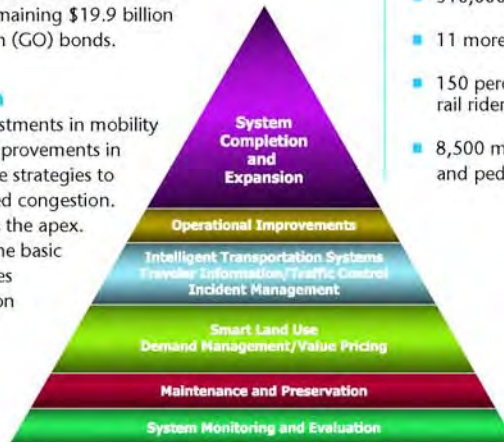 maining $19.9 billion
(GO) bonds.
stments in mobility
provements in
e strategies to
ed congestion.
the apex.
ne basic
es
on
System
Completion
and
Expansion
Operational Improvements
Intelligent Transportation Systems
Traveler Information/Traffic Control
Incident Management
Smart Land Use
Demand Management/Value Pricing
Maintenance and Preservation
System Monitoring and Evaluation
11 more
150 perc
rail rider
8,500 m
and ped